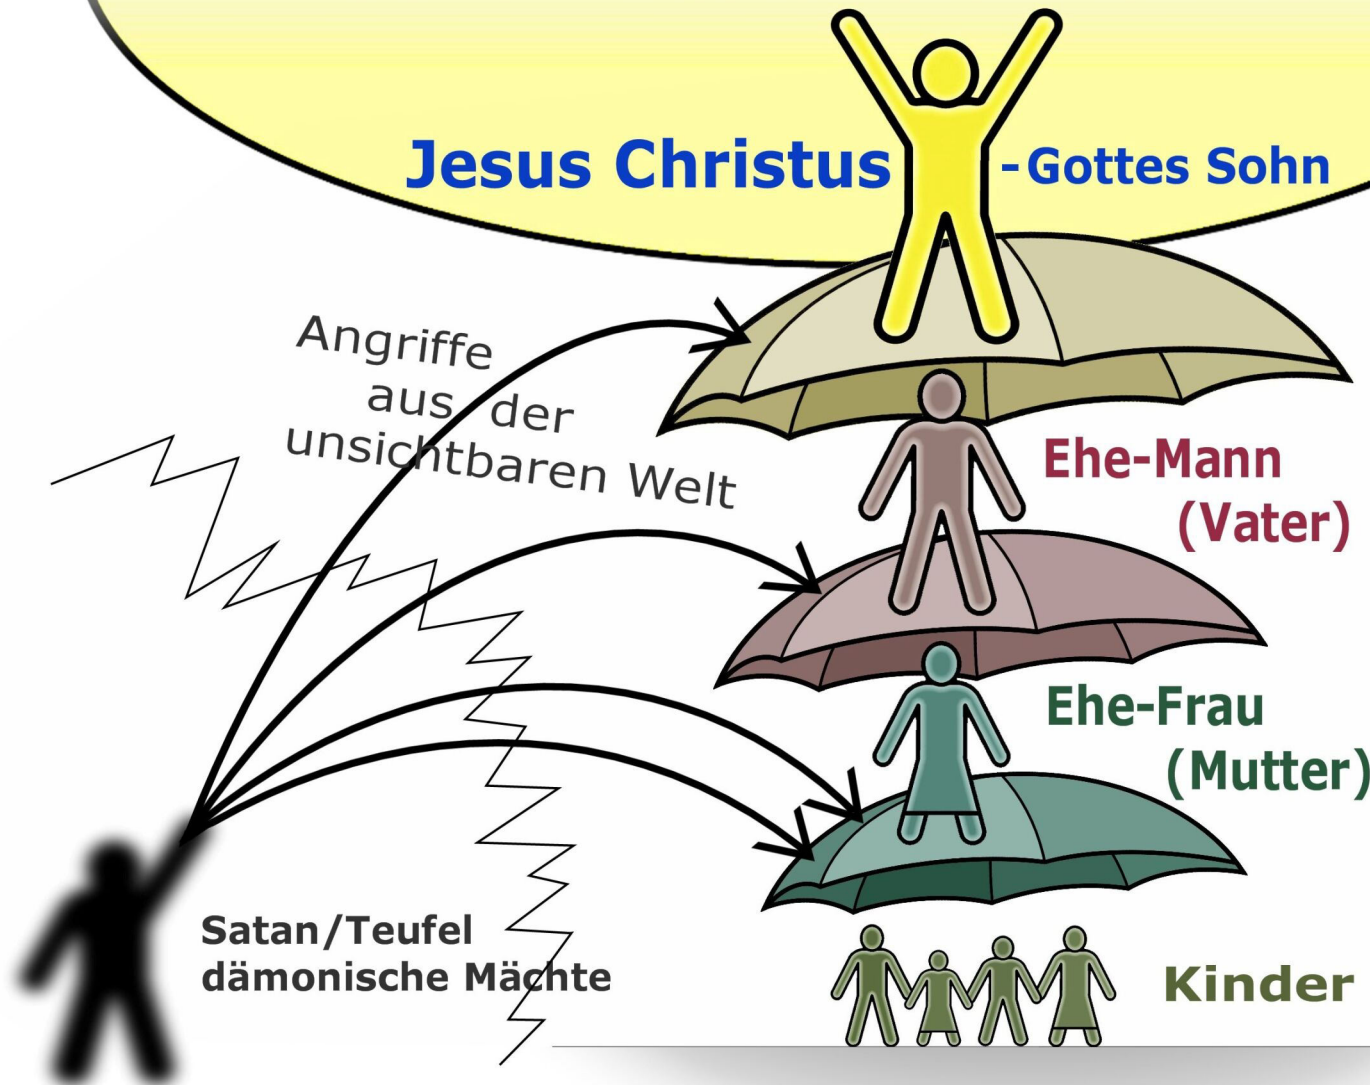 Jesus Christus - Gottes Sohn
Angriffe
aus der
unsichtbaren Welt
Ehe-Mann
(Vater)
Ehe-Frau
(Mutter)
Satan/Teufel
dämonische Mächte
Kinder